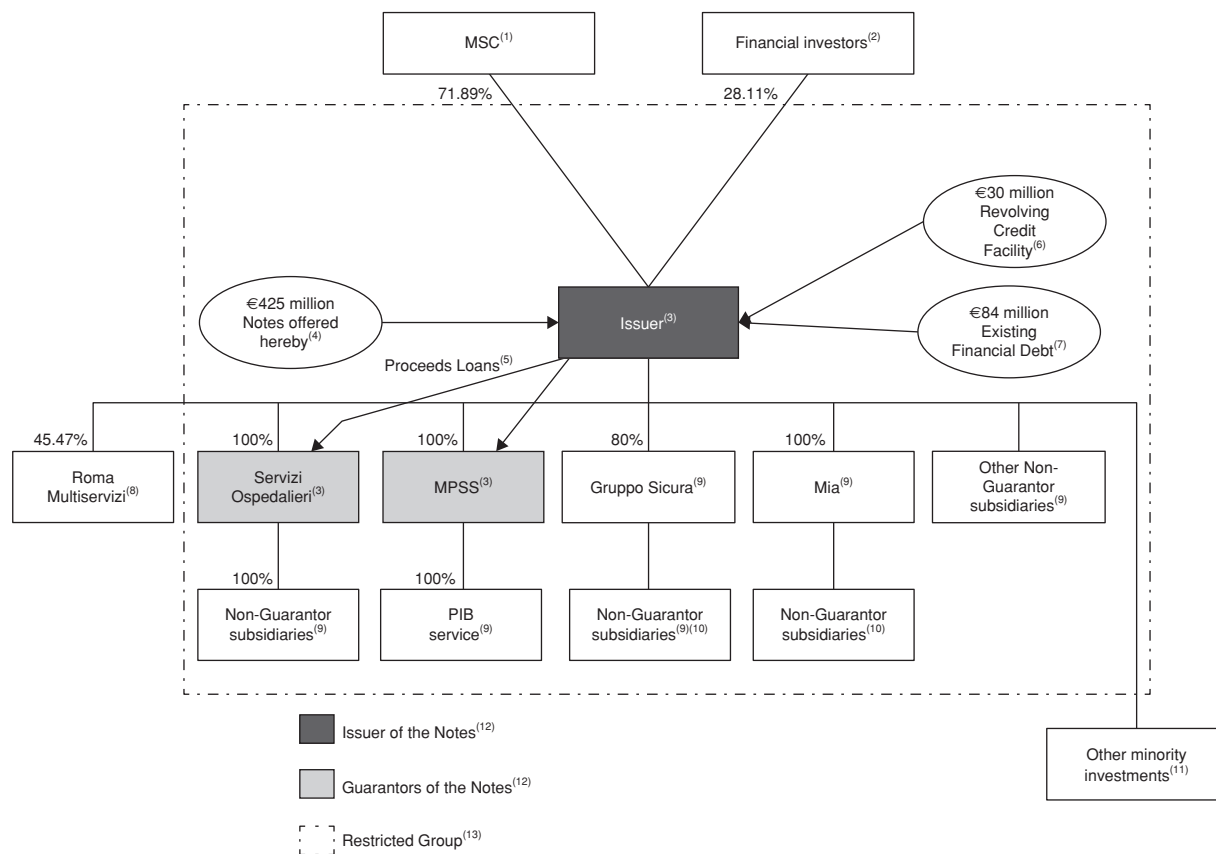 MSC(1)
Financial investors(2)
71.89%
28.11%
€30 million
Revolving
Credit
Facility(6)
€425 million
Notes offered
hereby(4)
Issuer(3)
€84 million
Existing
Financial Debt(7)
Proceeds Loans(5)
45.47%
100%
100%
80%
100%
Roma
Multiservizi(8)
Servizi
Ospedalieri(3)
MPSS(3)
Gruppo Sicura(9)
Mia(9)
Other Non-
Guarantor
subsidiaries(9)
100%
100%
Non-Guarantor
subsidiaries(9)
PIB
service(9)
Non-Guarantor
subsidiaries(9)(10)
Non-Guarantor
subsidiaries(10)
Issuer of the Notes(12)
Other minority
investments(11)
Guarantors of the Notes(12)
Restricted Group(13)